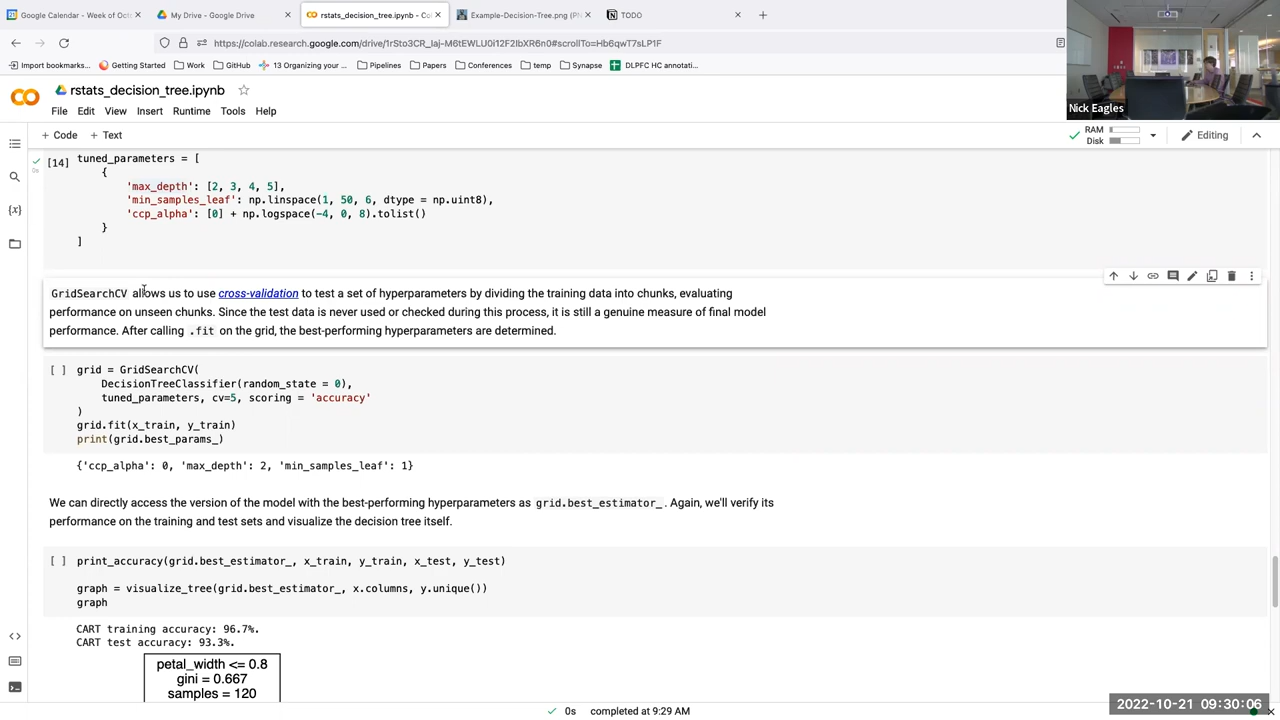 Google Calendar - Week of Oct
My Drive - Google Drive
rstats_decision_tree.ipynb - Co
Example-Decision-Tree.png (PN
TODO
https://colab.research.google.com/drive/1rSto3CR_Iaj-M6tEWLU0i12F2IbXR6n0#scrollTo=Hb6qwT7sLP1F
Import bookmarks...
Getting Started
Work
GitHub
13 Organizing your ...
Pipelines
Papers
Conferences
temp
Synapse
DLPFC HC annotati...
Nick Eagles
rstats_decision_tree.ipynb
File Edit View Insert Runtime Tools Help
+ Code + Text
RAM
Disk
Editing
[14] tuned_parameters = [
{
'max_depth': [2, 3, 4, 5],
'min_samples_leaf': np.linspace(1, 50, 6, dtype = np.uint8),
'ccp_alpha': [0] + np.logspace(-4, 0, 8).tolist()
}
]
0s
GridSearchCV allows us to use cross-validation to test a set of hyperparameters by dividing the training data into chunks, evaluating
performance on unseen chunks. Since the test data is never used or checked during this process, it is still a genuine measure of final model
performance. After calling .fit on the grid, the best-performing hyperparameters are determined.
[ ] grid = GridSearchCV(
DecisionTreeClassifier(random_state = 0),
tuned_parameters, cv=5, scoring = 'accuracy'
)
grid.fit(x_train, y_train)
print(grid.best_params_)
{'ccp_alpha': 0, 'max_depth': 2, 'min_samples_leaf': 1}
We can directly access the version of the model with the best-performing hyperparameters as grid.best_estimator_. Again, we'll verify its
performance on the training and test sets and visualize the decision tree itself.
[ ] print_accuracy(grid.best_estimator_, x_train, y_train, x_test, y_test)
graph = visualize_tree(grid.best_estimator_, x.columns, y.unique())
graph
CART training accuracy: 96.7%.
CART test accuracy: 93.3%.
petal_width <= 0.8
gini = 0.667
samples = 120
0s completed at 9:29 AM
2022-10-21 09:30:06